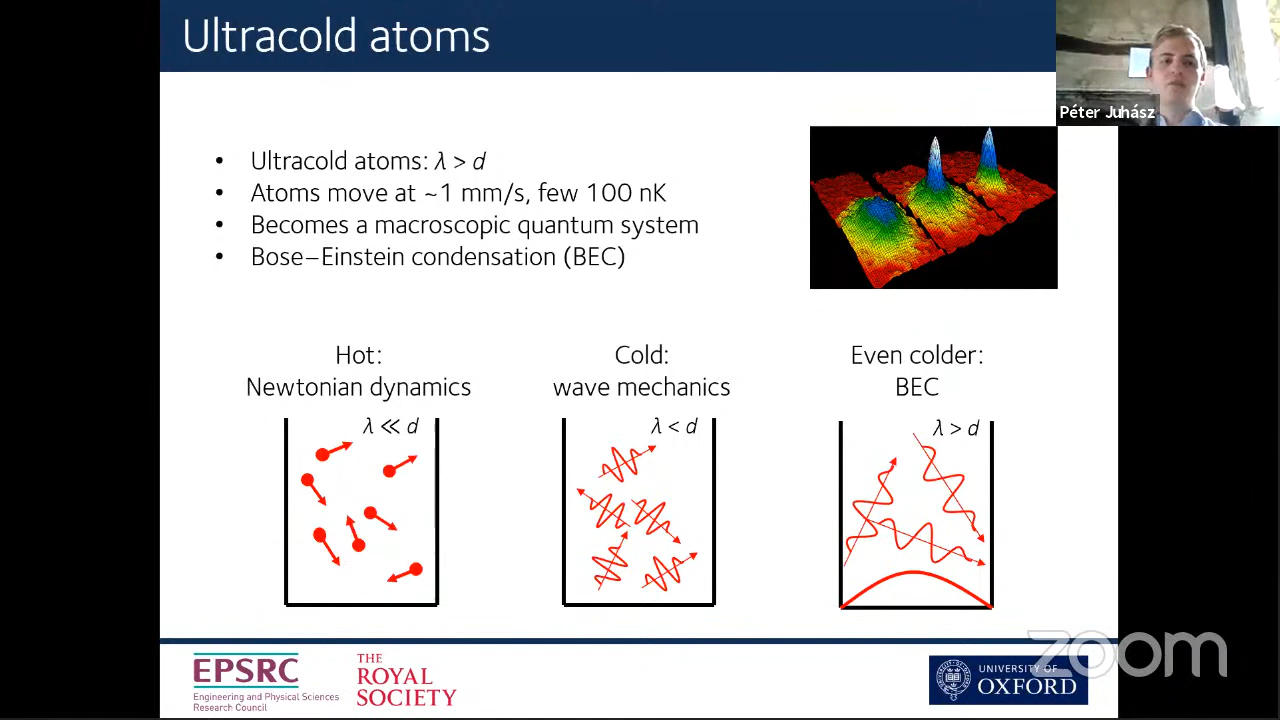 Ultracold atoms
Péter Juhász
• Ultracold atoms: λ > d
• Atoms move at ~1 mm/s, few 100 nK
• Becomes a macroscopic quantum system
• Bose–Einstein condensation (BEC)
Hot:
Newtonian dynamics
λ ≪ d
Cold:
wave mechanics
λ < d
Even colder:
BEC
λ > d
EPSRC
Engineering and Physical Sciences
Research Council
THE
ROYAL
SOCIETY
UNIVERSITY OF
OXFORD
zoom